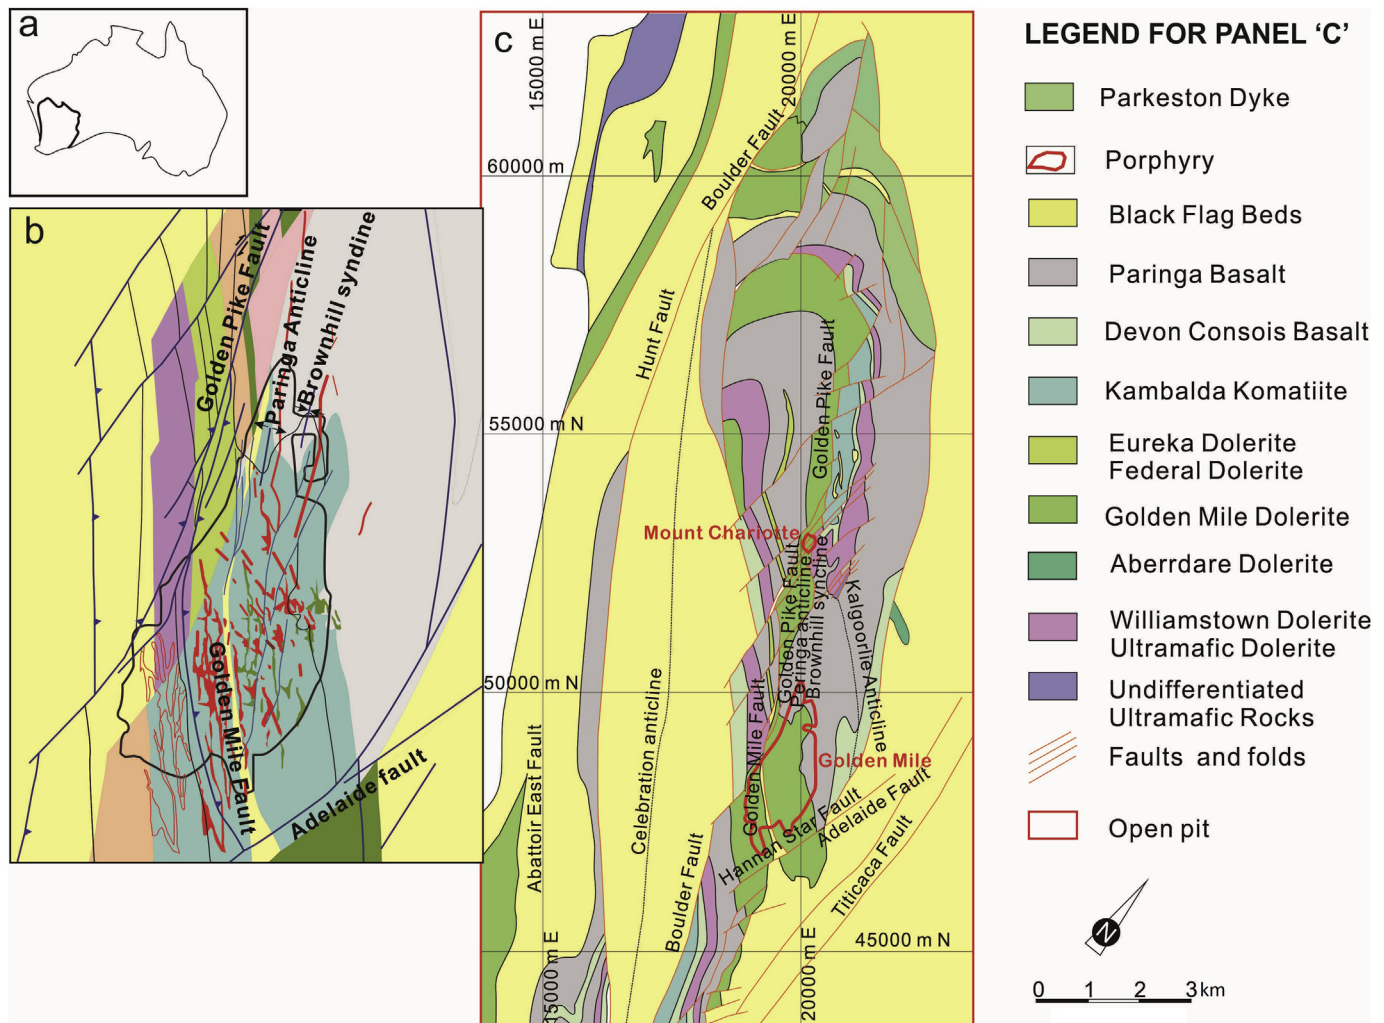 a
b
Golden Pike Fault
Paringa Anticline
Brownhill syndine
Golden Mile Fault
Adelaide fault
c
15000 m E
20000 m E
60000 m
Boulder Fault
Hunt Fault
Golden Pike Fault
55000 m N
Mount Chariotte
Golden Pike Fault
Peringa anticline
Brownhill syncline
Kalgoorlie Anticline
50000 m N
Golden Mile Fault
Golden Mile
Abattoir East Fault
Celebration anticline
Boulder Fault
Hannan Star Fault
Adelaide Fault
Titicaca Fault
45000 m N
15000 m E
20000 m E
LEGEND FOR PANEL ‘C’
Parkeston Dyke
Porphyry
Black Flag Beds
Paringa Basalt
Devon Consois Basalt
Kambalda Komatiite
Eureka Dolerite
Federal Dolerite
Golden Mile Dolerite
Aberrdare Dolerite
Williamstown Dolerite
Ultramafic Dolerite
Undifferentiated
Ultramafic Rocks
Faults and folds
Open pit
N
0 1 2 3 km